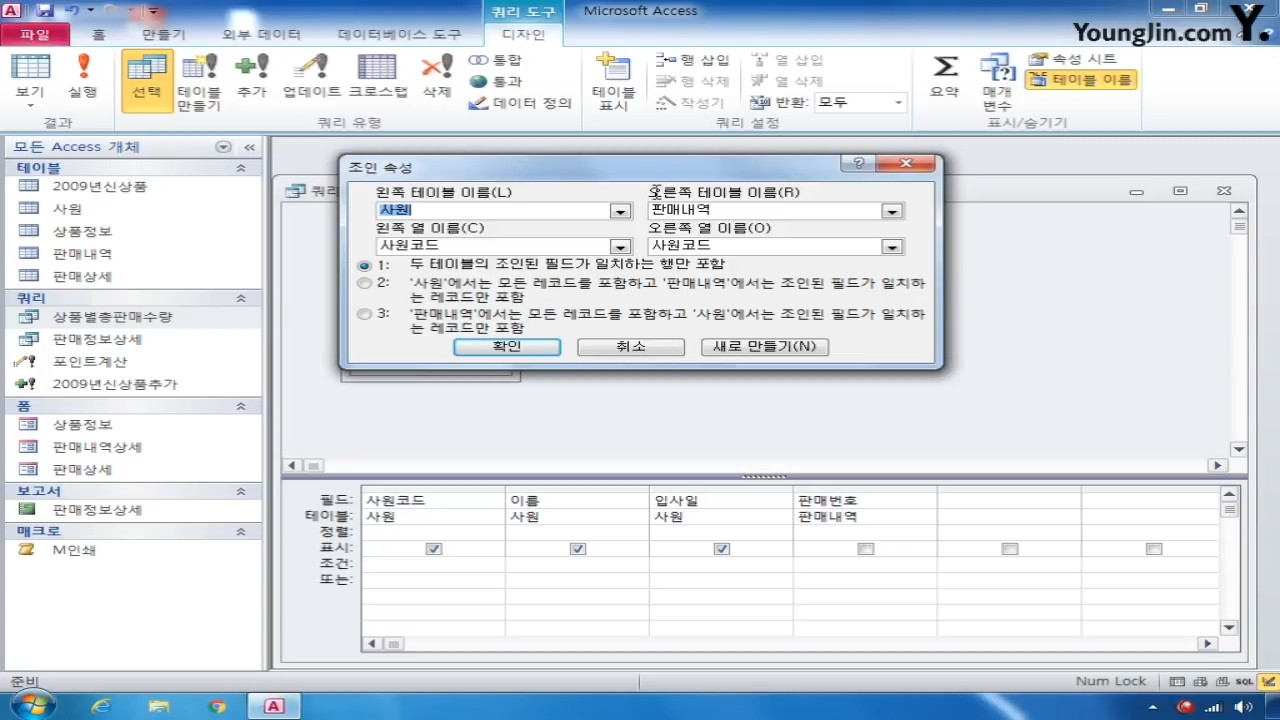 쿼리 도구
Microsoft Access
YoungJin.com Y.
파일
홈
만들기
외부 데이터
데이터베이스 도구
디자인
보기
실행
선택
테이블
만들기
추가
업데이트
크로스탭
삭제
통합
통과
데이터 정의
테이블
표시
행 삽입
행 삭제
작성기
열 삽입
열 삭제
반환: 모두
요약
매개
변수
속성 시트
테이블 이름
결과
쿼리 유형
쿼리 설정
표시/숨기기
모든 Access 개체
테이블
2009년신상품
사원
상품정보
판매내역
판매상세
쿼리
상품별총판매수량
판매정보상세
포인트계산
2009년신상품추가
폼
상품정보
판매내역상세
판매상세
보고서
판매정보상세
매크로
M인쇄
쿼리
조인 속성
왼쪽 테이블 이름(L)
오른쪽 테이블 이름(R)
사원
판매내역
왼쪽 열 이름(C)
오른쪽 열 이름(O)
사원코드
사원코드
1: 두 테이블의 조인된 필드가 일치하는 행만 포함
2: '사원'에서는 모든 레코드를 포함하고 '판매내역'에서는 조인된 필드가 일치하
는 레코드만 포함
3: '판매내역'에서는 모든 레코드를 포함하고 '사원'에서는 조인된 필드가 일치하
는 레코드만 포함
확인
취소
새로 만들기(N)
필드: 사원코드 이름 입사일 판매번호
테이블: 사원 사원 사원 판매내역
정렬:
표시:
조건:
또는:
준비
Num Lock
SQL